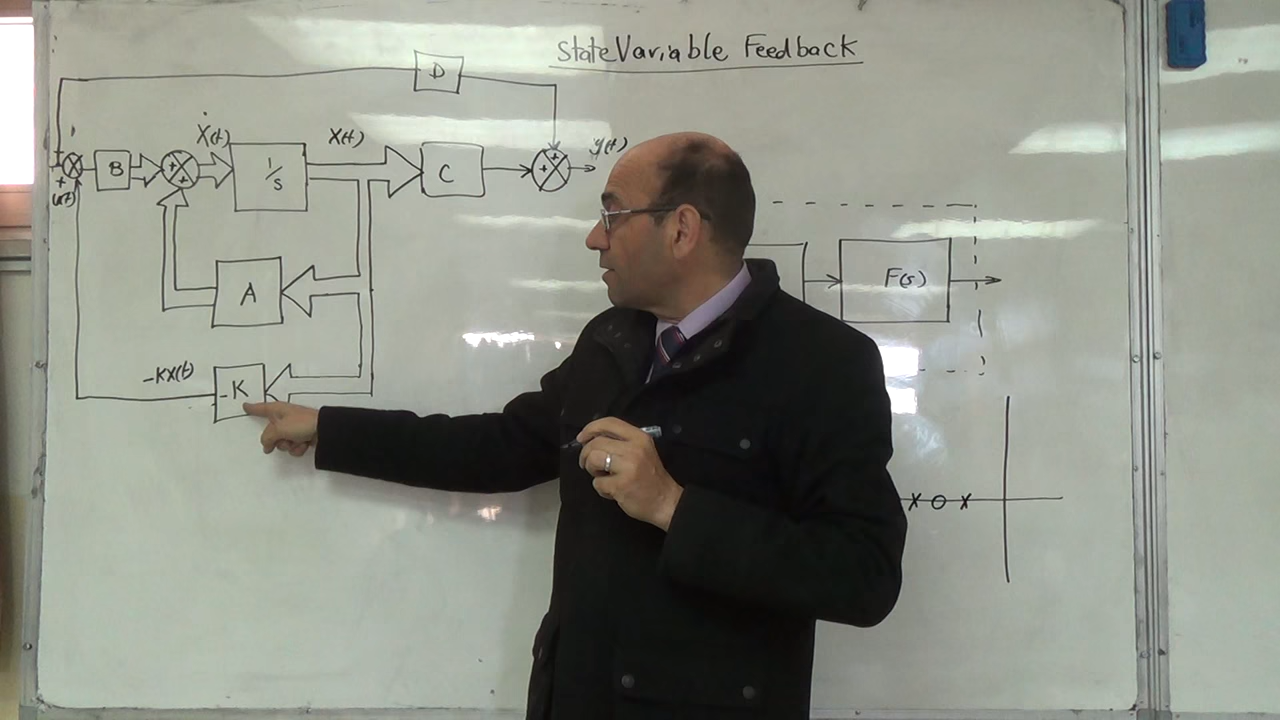 State Variable Feedback
D
Ẋ(t)
X(t)
y(t)
B
1/s
C
+
A
F(s)
-KX(t)
-K
X O X